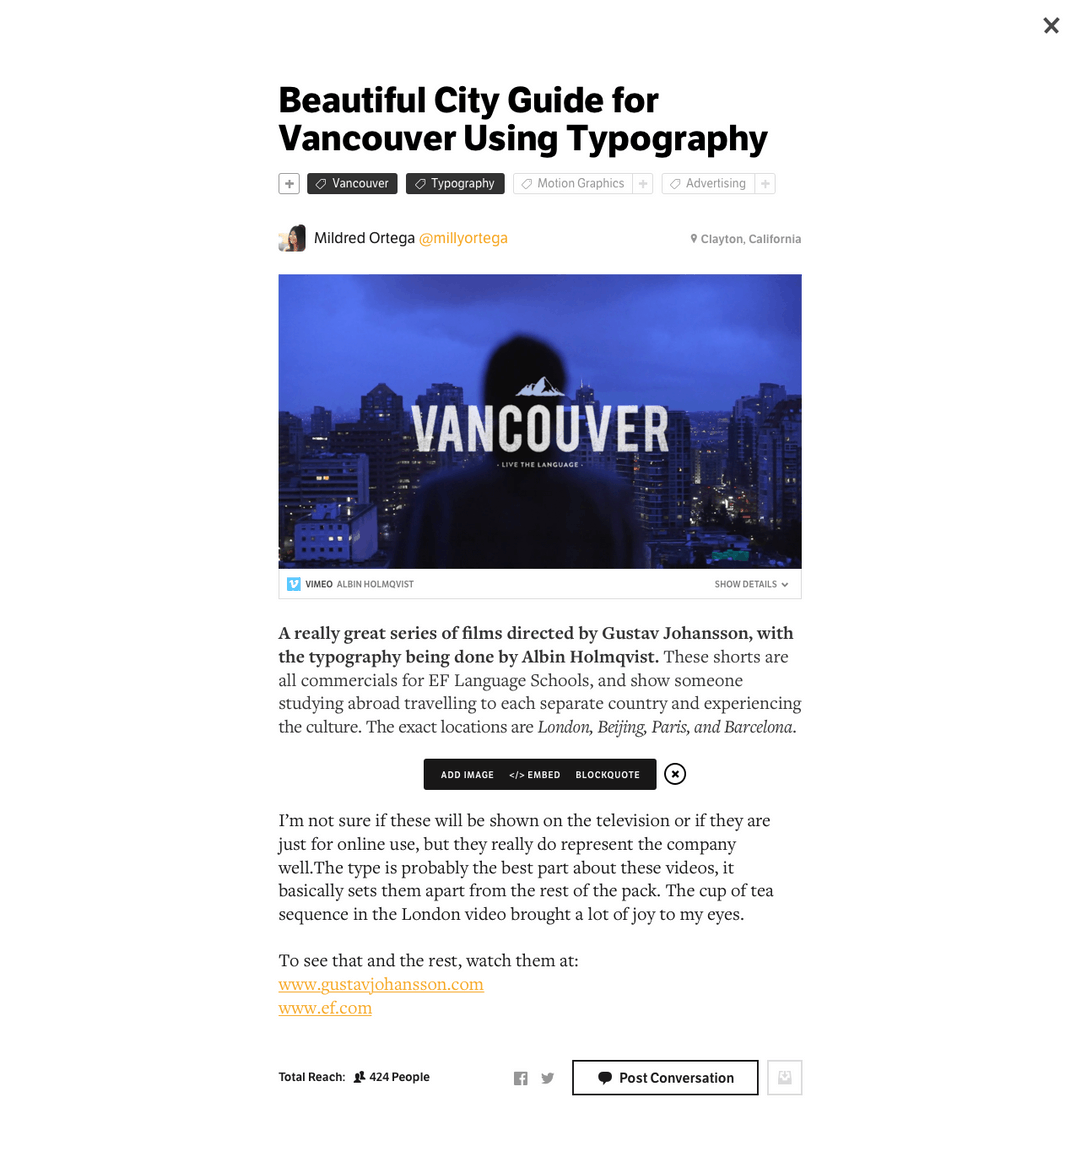 Beautiful City Guide for
Vancouver Using Typography
Vancouver Typography Motion Graphics Advertising
Mildred Ortega @millyortega Clayton, California
VANCOUVER
· LIVE THE LANGUAGE ·
VIMEO ALBIN HOLMQVIST SHOW DETAILS
A really great series of films directed by Gustav Johansson, with
the typography being done by Albin Holmqvist. These shorts are
all commercials for EF Language Schools, and show someone
studying abroad travelling to each separate country and experiencing
the culture. The exact locations are London, Beijing, Paris, and Barcelona.
ADD IMAGE </> EMBED BLOCKQUOTE
I’m not sure if these will be shown on the television or if they are
just for online use, but they really do represent the company
well.The type is probably the best part about these videos, it
basically sets them apart from the rest of the pack. The cup of tea
sequence in the London video brought a lot of joy to my eyes.
To see that and the rest, watch them at:
www.gustavjohansson.com
www.ef.com
Total Reach: 424 People Post Conversation